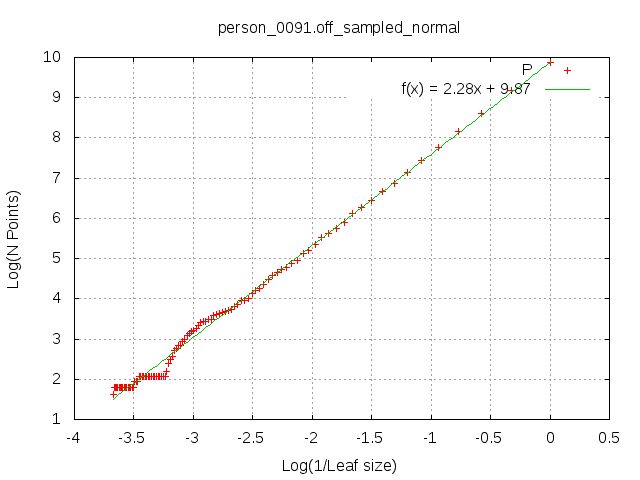 person_0091.off_sampled_normal
P
f(x) = 2.28x + 9.87
10
9
8
7
6
5
4
3
2
1
Log(N Points)
-4 -3.5 -3 -2.5 -2 -1.5 -1 -0.5 0 0.5
Log(1/Leaf size)